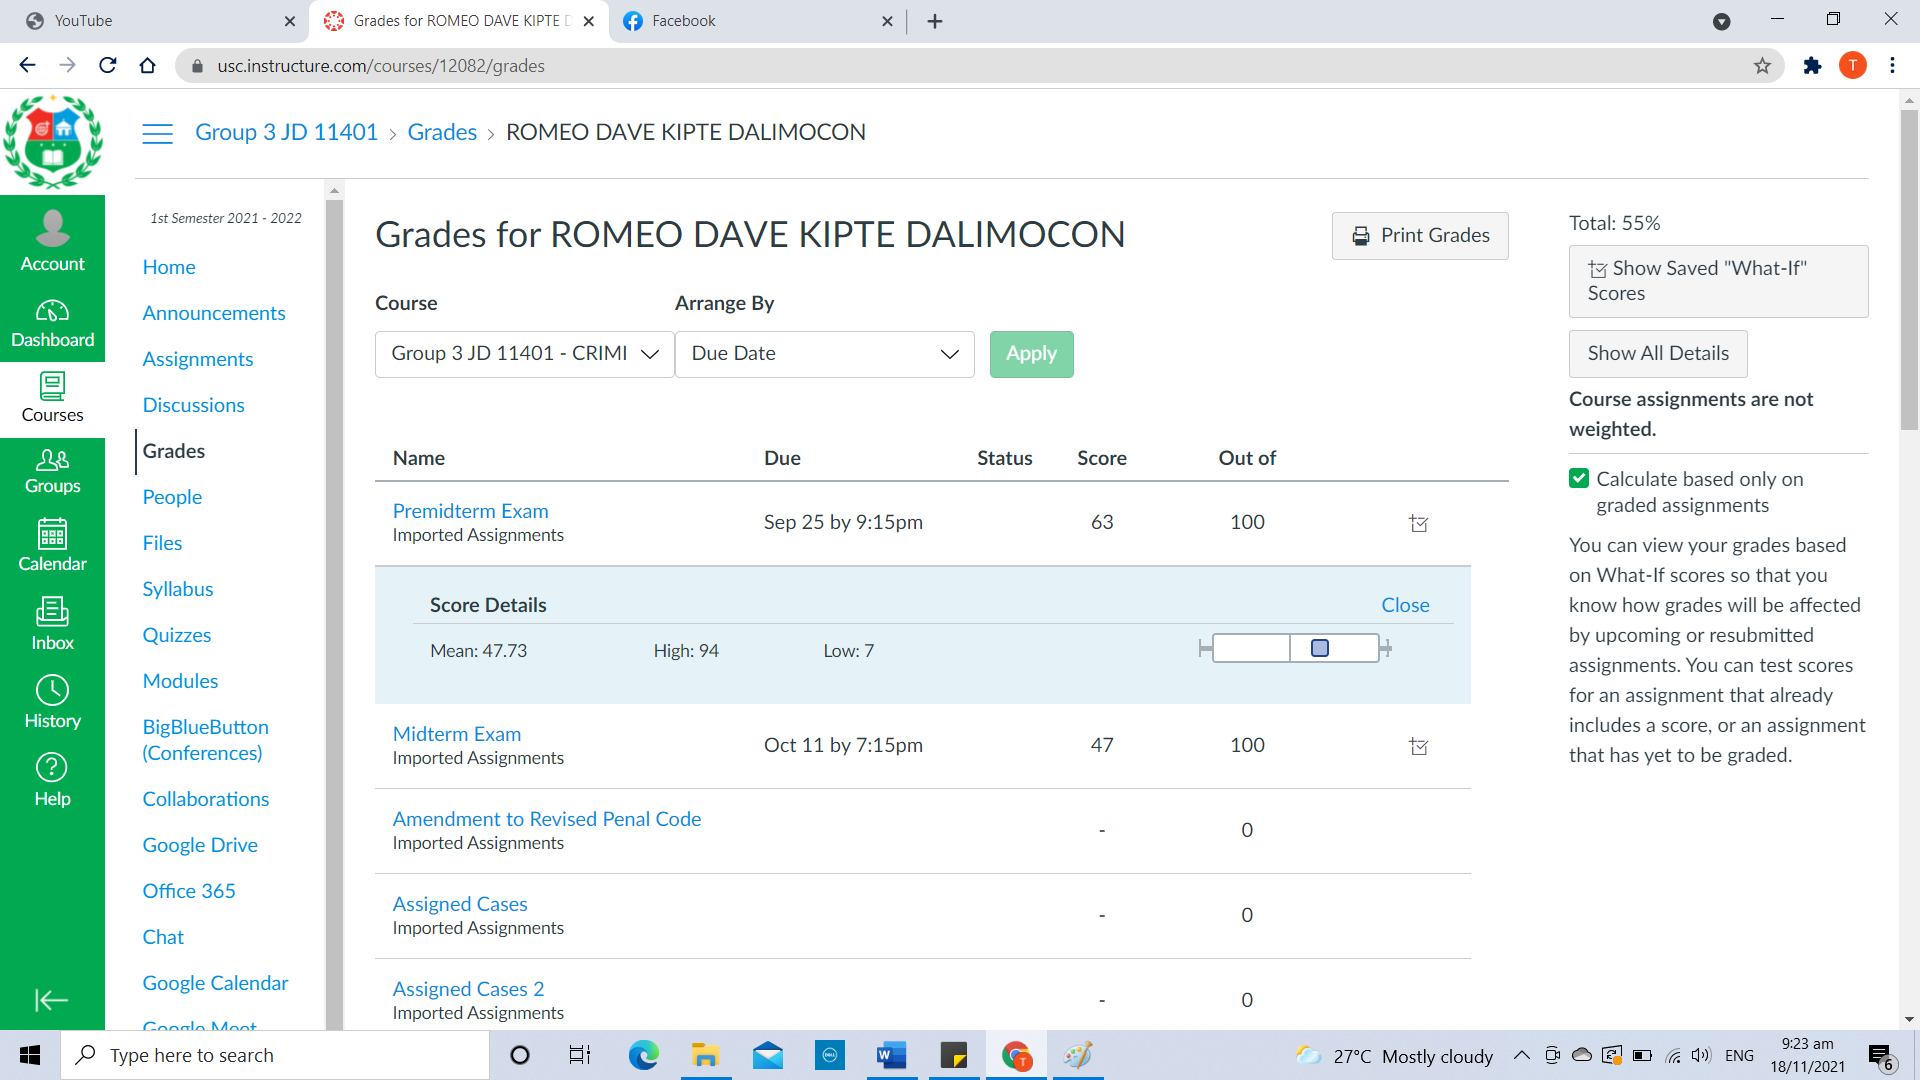 YouTube
Grades for ROMEO DAVE KIPTE D
Facebook
usc.instructure.com/courses/12082/grades
T
Group 3 JD 11401 > Grades > ROMEO DAVE KIPTE DALIMOCON
Account
Dashboard
Courses
Groups
Calendar
Inbox
History
Help
1st Semester 2021 - 2022
Home
Announcements
Assignments
Discussions
Grades
People
Files
Syllabus
Quizzes
Modules
BigBlueButton
(Conferences)
Collaborations
Google Drive
Office 365
Chat
Google Calendar
Google Meet
Grades for ROMEO DAVE KIPTE DALIMOCON
Print Grades
Course
Arrange By
Group 3 JD 11401 - CRIMI
Due Date
Apply
Name Due Status Score Out of
Premidterm Exam
Imported Assignments
Sep 25 by 9:15pm 63 100
Score Details Close
Mean: 47.73 High: 94 Low: 7
Midterm Exam
Imported Assignments
Oct 11 by 7:15pm 47 100
Amendment to Revised Penal Code
Imported Assignments
- 0
Assigned Cases
Imported Assignments
- 0
Assigned Cases 2
Imported Assignments
- 0
Total: 55%
Show Saved "What-If"
Scores
Show All Details
Course assignments are not
weighted.
Calculate based only on
graded assignments
You can view your grades based
on What-If scores so that you
know how grades will be affected
by upcoming or resubmitted
assignments. You can test scores
for an assignment that already
includes a score, or an assignment
that has yet to be graded.
Type here to search
DELL
W
T
27°C Mostly cloudy
ENG
9:23 am
18/11/2021
6